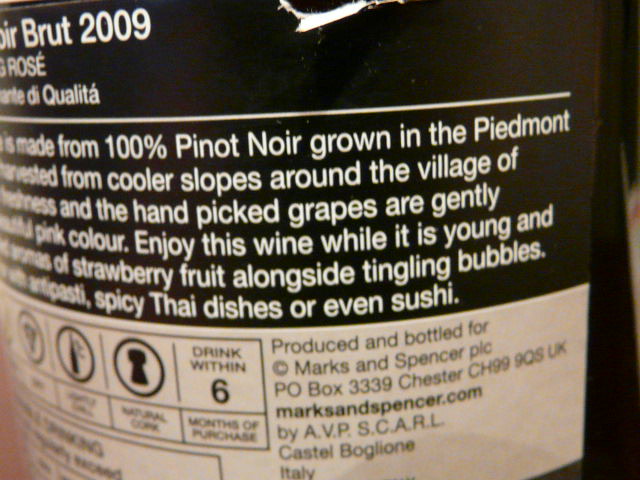 Brut 2009
ROSÉ
di Qualitá
is made from 100% Pinot Noir grown in the Piedmont
harvested from cooler slopes around the village of
freshness and the hand picked grapes are gently
pink colour. Enjoy this wine while it is young and
aromas of strawberry fruit alongside tingling bubbles.
with antipasti, spicy Thai dishes or even sushi.
DRINK
WITHIN
6
MONTHS OF
PURCHASE
NATURAL
CORK
Produced and bottled for
© Marks and Spencer plc
PO Box 3339 Chester CH99 9QS UK
marksandspencer.com
by A.V.P. S.C.A.R.L.
Castel Boglione
Italy